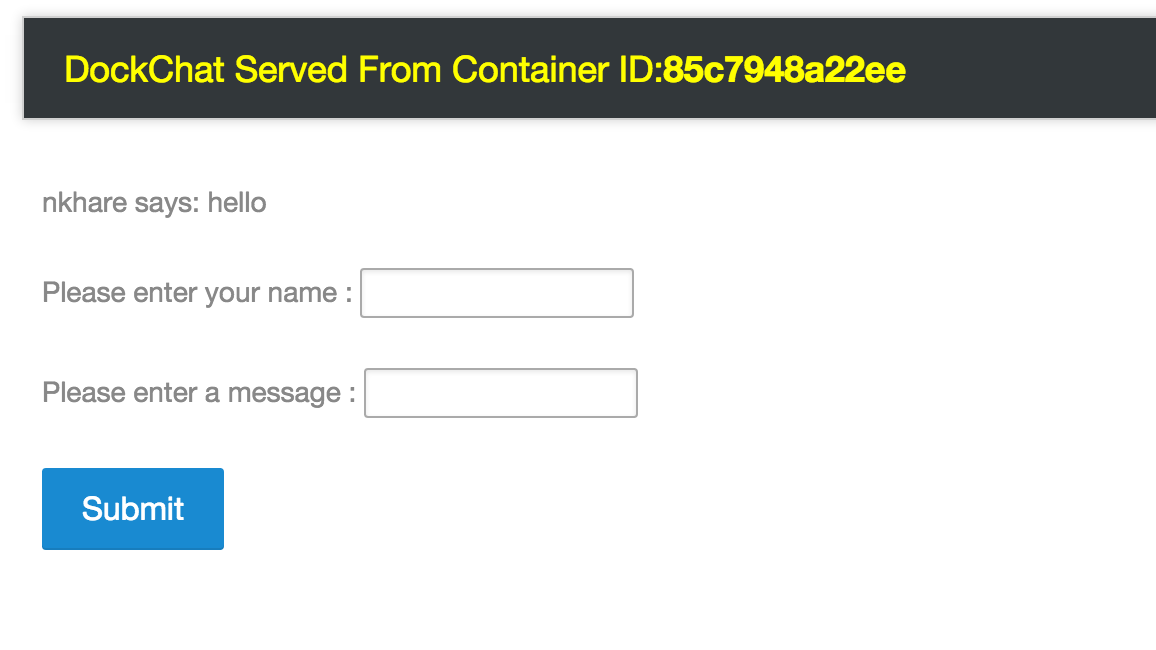 DockChat Served From Container ID:85c7948a22ee
nkhare says: hello
Please enter your name :
Please enter a message :
Submit